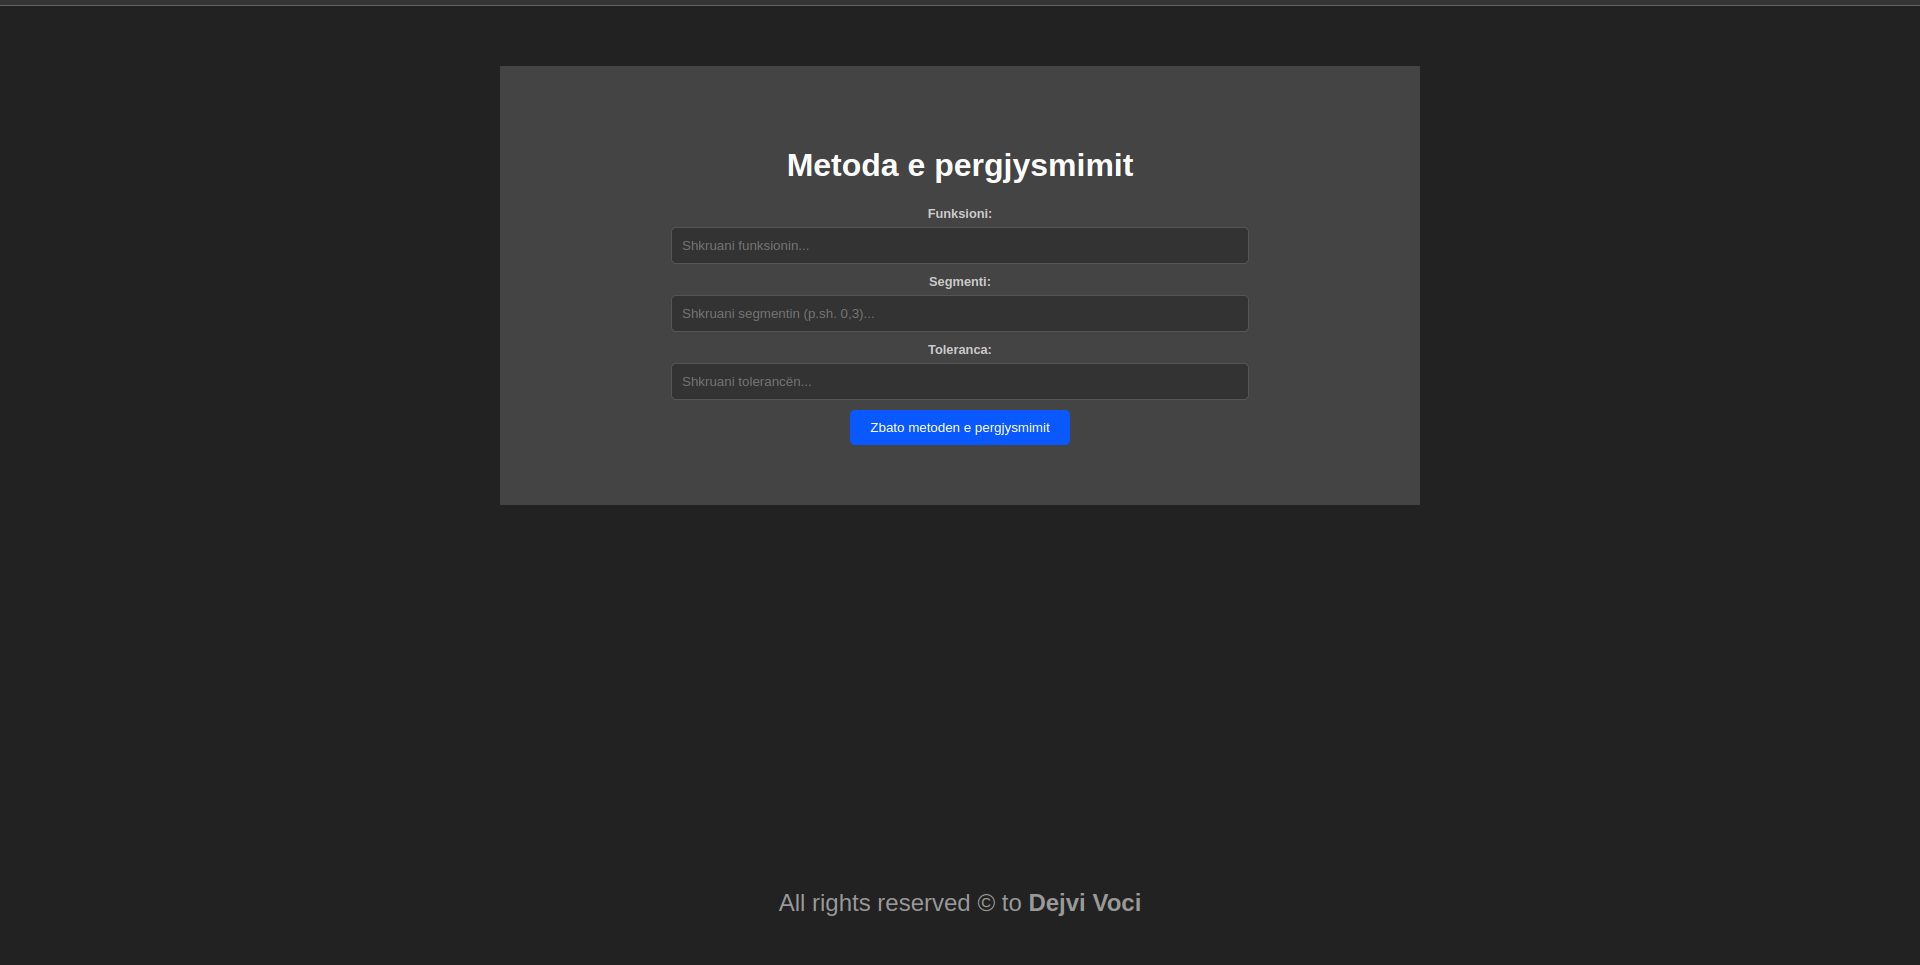 Metoda e pergjysmimit
Funksioni:
Shkruani funksionin...
Segmenti:
Shkruani segmentin (p.sh. 0,3)...
Toleranca:
Shkruani tolerancën...
Zbato metoden e pergjysmimit
All rights reserved © to Dejvi Voci